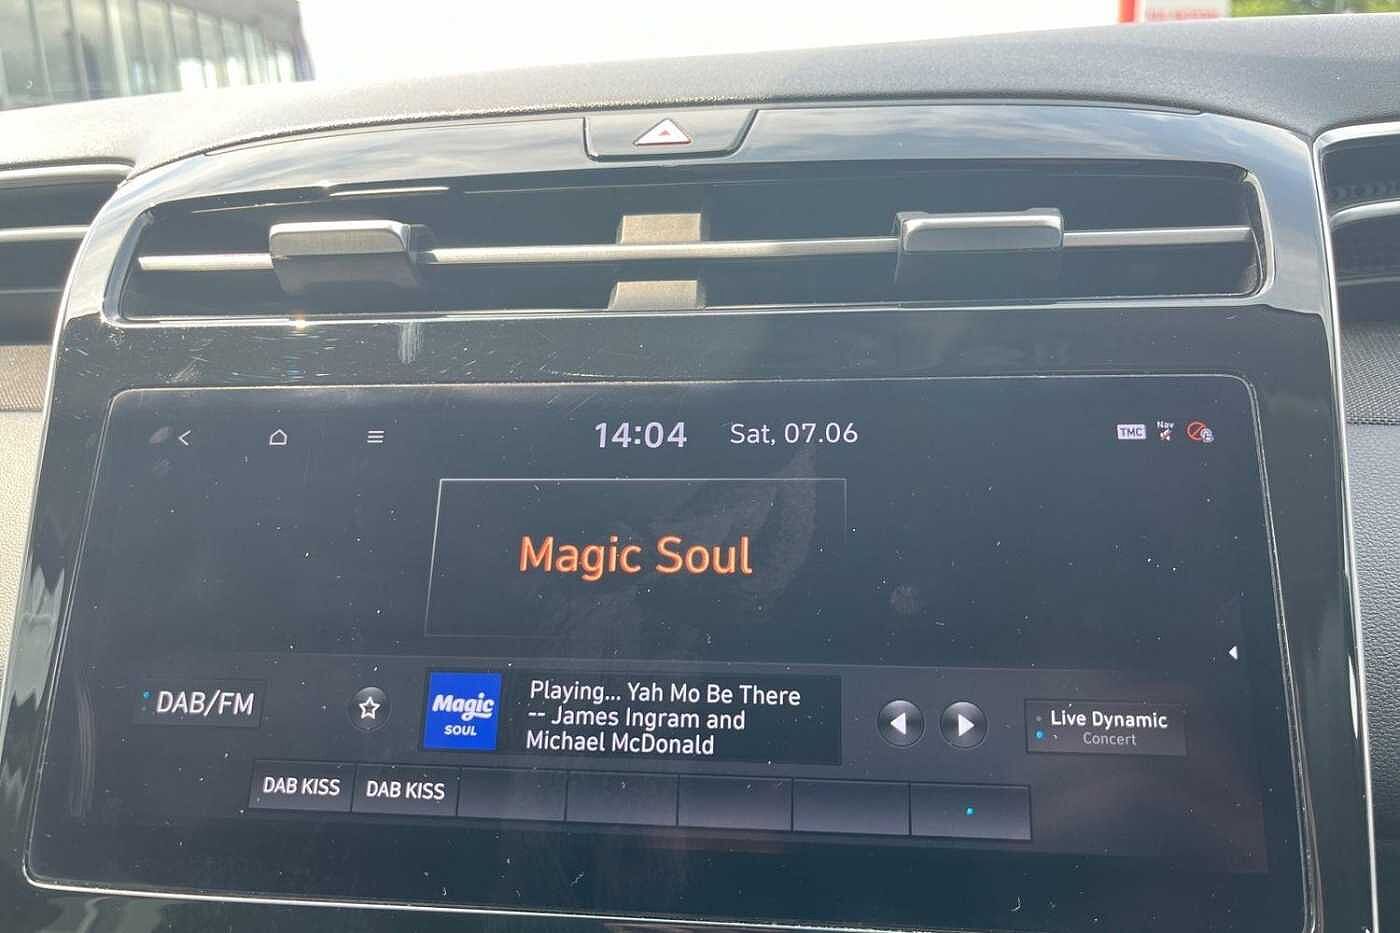 14:04 Sat, 07.06 TMC Nav
Magic Soul
DAB/FM
Magic
SOUL
Playing... Yah Mo Be There
-- James Ingram and
Michael McDonald
Live Dynamic
Concert
DAB KISS DAB KISS